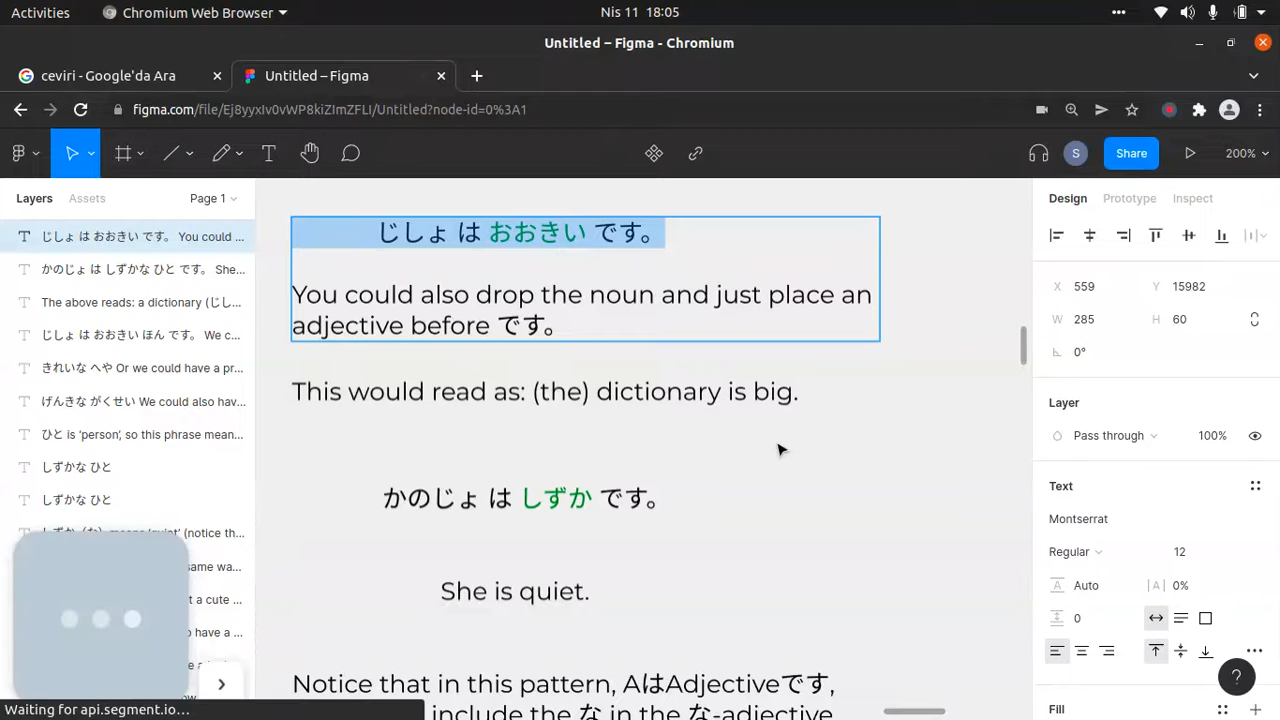 Activities
Chromium Web Browser
Nis 11 18:05
Untitled – Figma - Chromium
ceviri - Google'da Ara
Untitled – Figma
figma.com/file/Ej8yyxIv0vWP8kiZImZFLI/Untitled?node-id=0%3A1
S
Share
200%
Layers
Assets
Page 1
じしょ は おおきい です。 You could ...
かのじょ は しずかな ひと です。 She...
The above reads: a dictionary (じし...
じしょ は おおきい ほん です。 We c...
きれいな へや Or we could have a pr...
げんきな がくせい We could also hav...
ひと is ‘person’, so this phrase mean...
しずかな ひと
しずかな ひと
しずか (な) means ‘quiet’ (notice th...
same wa...
t a cute ...
o have a ...
Waiting for api.segment.io...
じしょ は おおきい です。
You could also drop the noun and just place an
adjective before です。
This would read as: (the) dictionary is big.
かのじょ は しずか です。
She is quiet.
Notice that in this pattern, AはAdjectiveです,
include the な in the な-adjective
Design
Prototype
Inspect
X 559 Y 15982
W 285 H 60
0°
Layer
Pass through 100%
Text
Montserrat
Regular 12
Auto |A| 0%
0
?
Fill